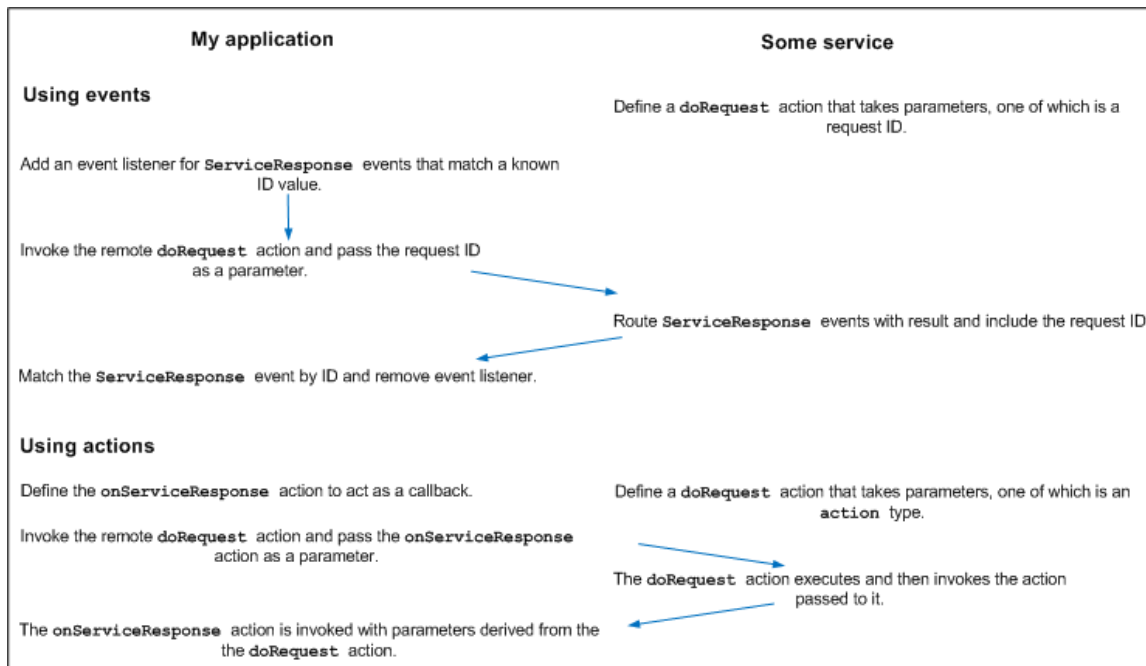 My application
Some service
Using events
Define a doRequest action that takes parameters, one of which is a
request ID.
Add an event listener for ServiceResponse events that match a known
ID value.
Invoke the remote doRequest action and pass the request ID
as a parameter.
Route ServiceResponse events with result and include the request ID
Match the ServiceResponse event by ID and remove event listener.
Using actions
Define the onServiceResponse action to act as a callback.
Define a doRequest action that takes parameters, one of which is an
action type.
Invoke the remote doRequest action and pass the onServiceResponse
action as a parameter.
The doRequest action executes and then invokes the action
passed to it.
The onServiceResponse action is invoked with parameters derived from the
the doRequest action.